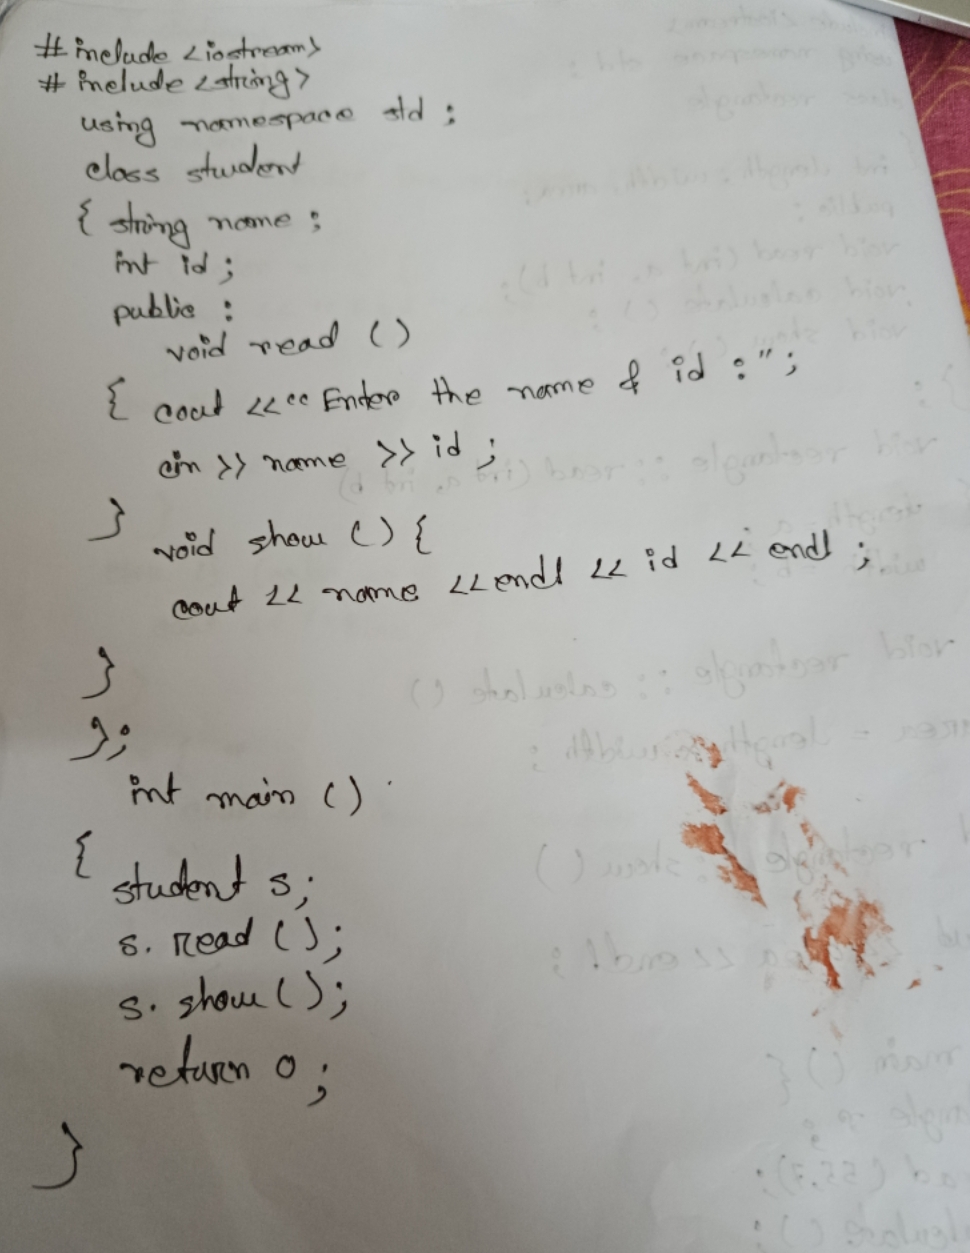 #include <iostream>
# include <string>
using namespace std ;
class student
{ string name ;
int id ;
public :
void read ()
{ cout << "Enter the name & id :" ;
cin >> name >> id ;
}
void show () {
cout << name << endl << id << endl ;
}
};
int main ()
{
student s;
s. read ();
s. show ();
return 0 ;
}